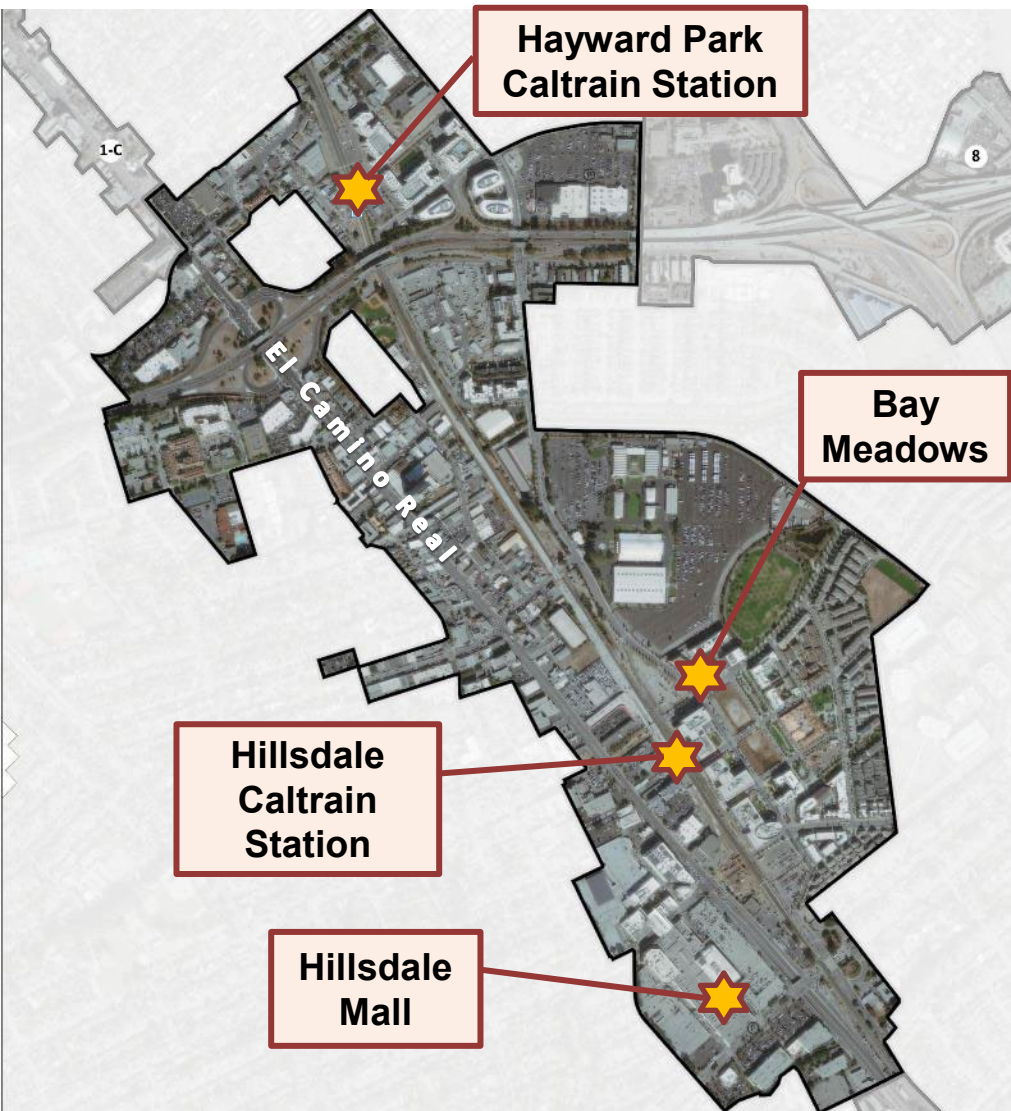 Hayward Park
Caltrain Station
1-C
8
El Camino Real
Bay
Meadows
Hillsdale
Caltrain
Station
Hillsdale
Mall